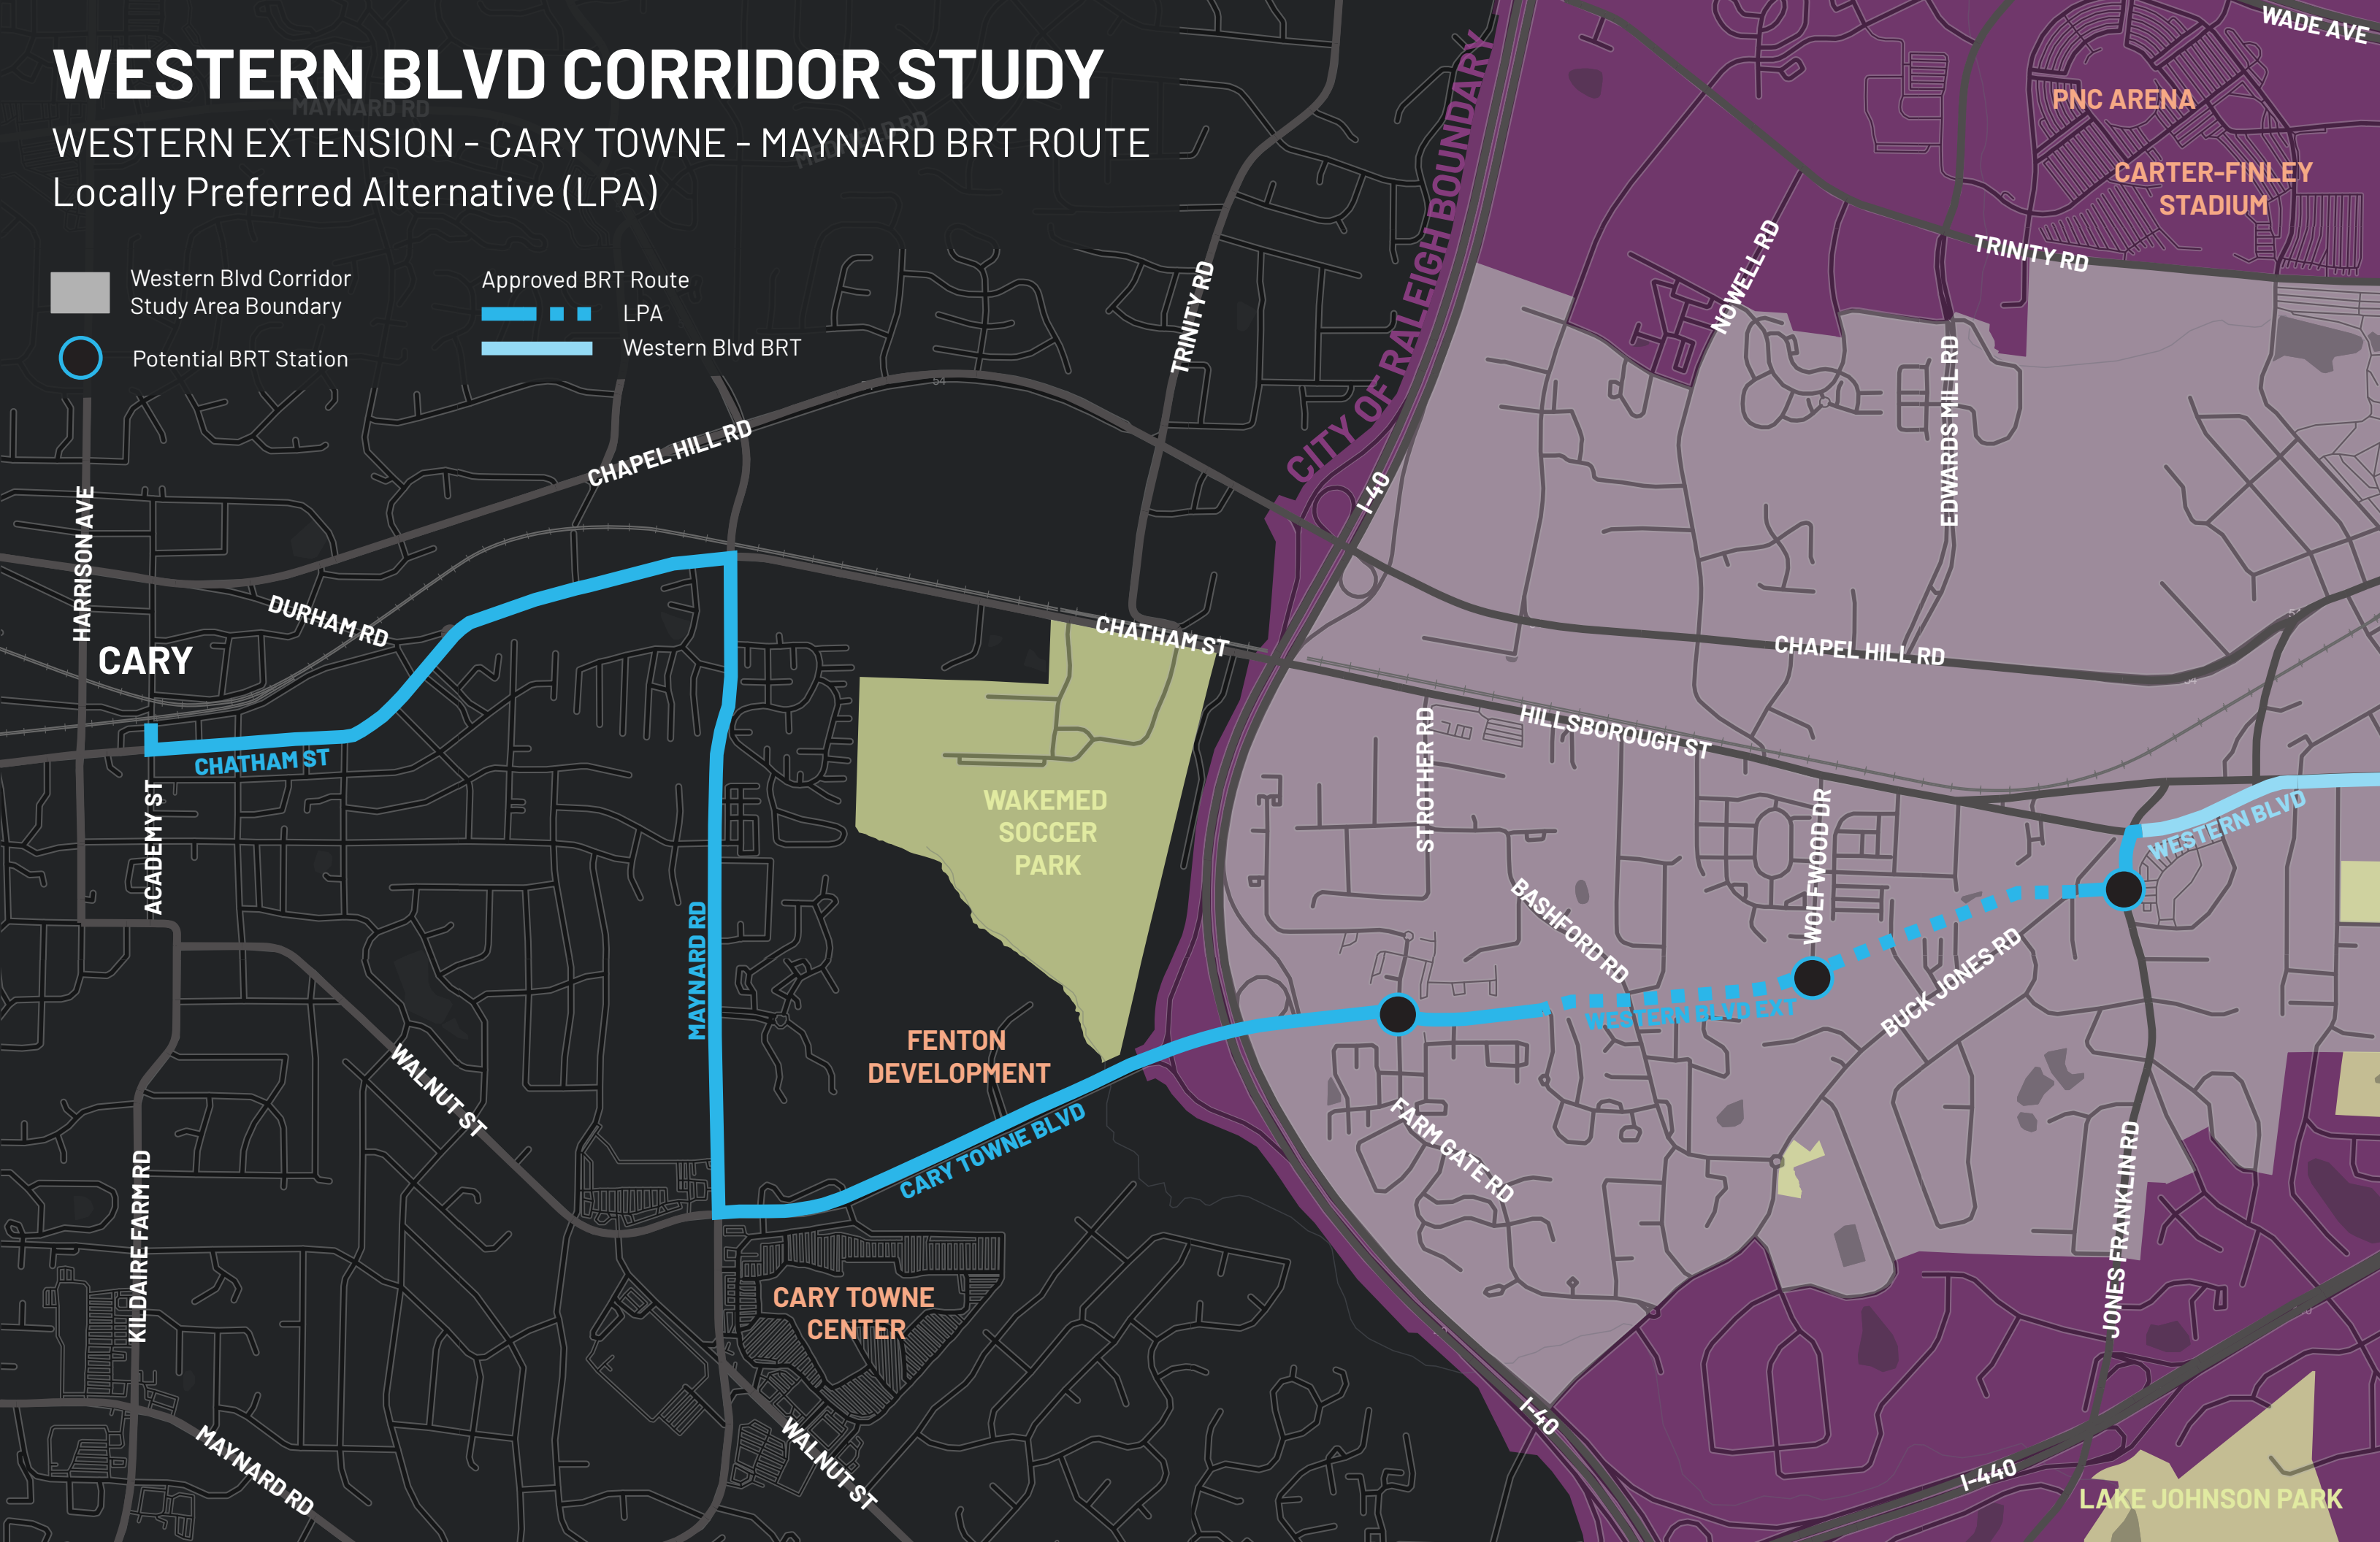 WESTERN BLVD CORRIDOR STUDY
MAYNARD RD
WESTERN EXTENSION - CARY TOWNE - MAYNARD BRT ROUTE
Locally Preferred Alternative (LPA)
Western Blvd Corridor
Study Area Boundary
Potential BRT Station
Approved BRT Route
LPA
Western Blvd BRT
WADE AVE
PNC ARENA
CARTER-FINLEY
STADIUM
TRINITY RD
NOWELL RD
CITY OF RALEIGH BOUNDARY
TRINITY RD
EDWARDS MILL RD
54
CHAPEL HILL RD
I-40
HARRISON AVE
DURHAM RD
CARY
CHATHAM ST
CHAPEL HILL RD
54
HILLSBOROUGH ST
STROTHER RD
CHATHAM ST
ACADEMY ST
WAKEMED
SOCCER
PARK
WOLFWOOD DR
WESTERN BLVD
BASHFORD RD
MAYNARD RD
BUCK JONES RD
WESTERN BLVD EXT
FENTON
DEVELOPMENT
WALNUT ST
CARY TOWNE BLVD
FARM GATE RD
KILDAIRE FARM RD
JONES FRANKLIN RD
CARY TOWNE
CENTER
I-40
WALNUT ST
MAYNARD RD
I-440
LAKE JOHNSON PARK